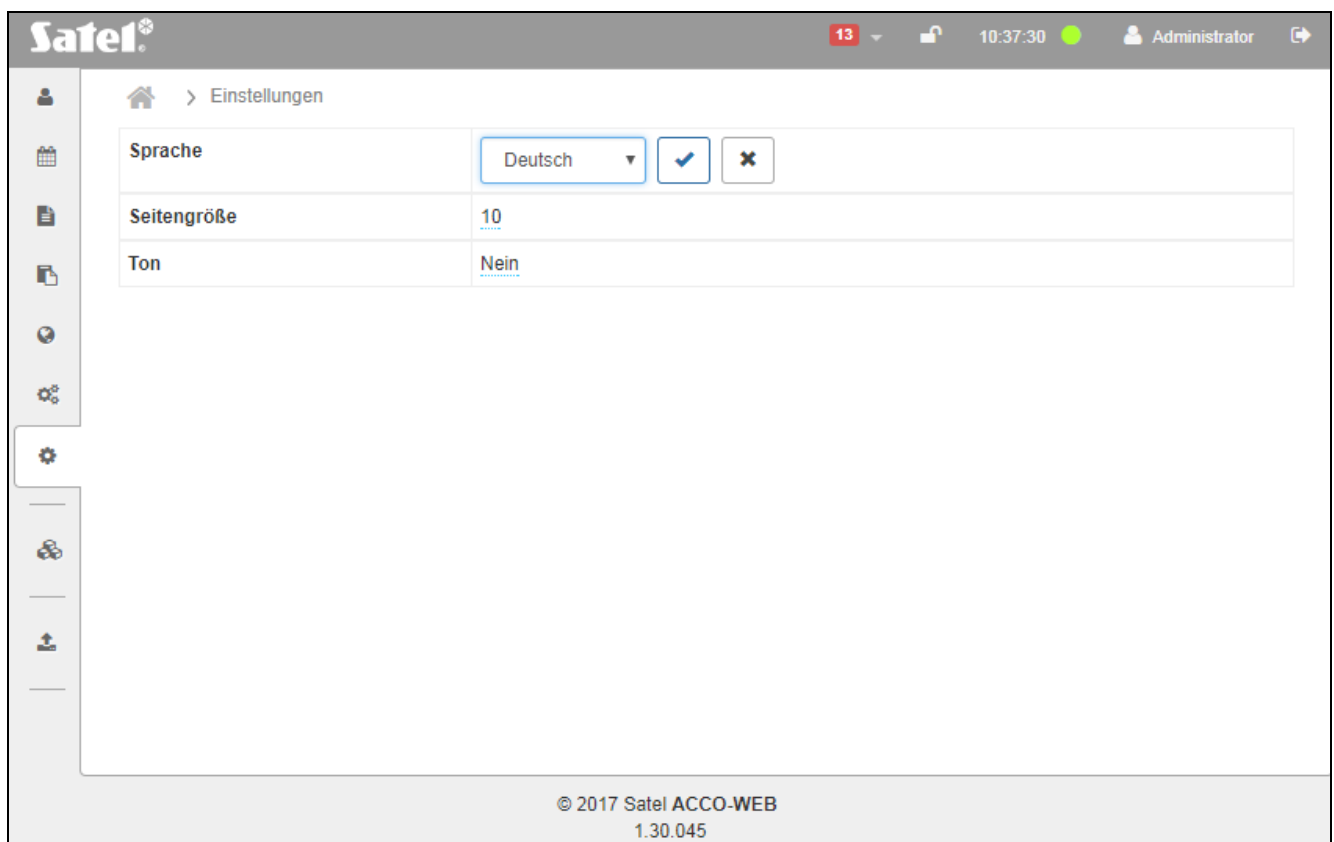 Satel®
13 10:37:30 Administrator
Einstellungen
Sprache Deutsch
Seitengröße 10
Ton Nein
© 2017 Satel ACCO-WEB
1.30.045